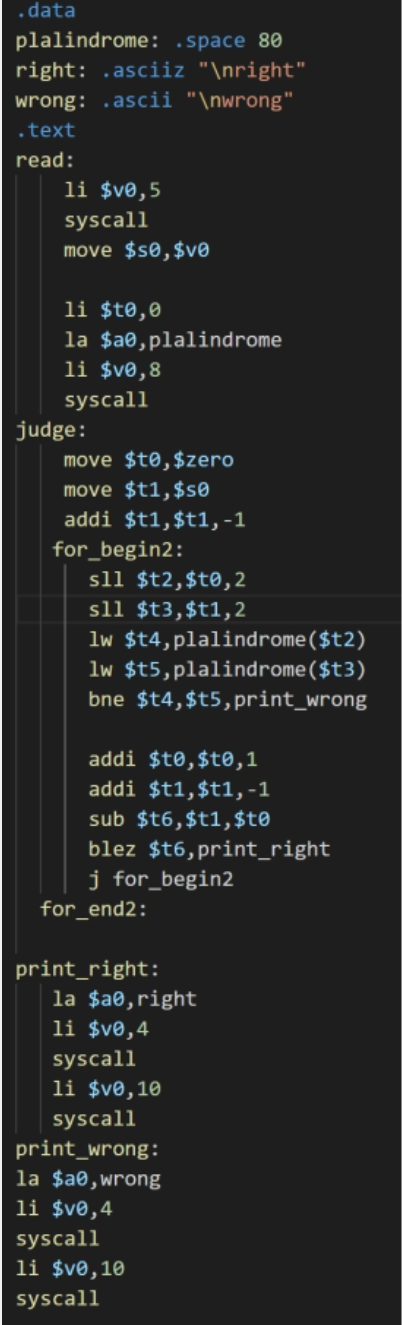 .data
plalindrome: .space 80
right: .asciiz "\nright"
wrong: .ascii "\nwrong"
.text
read:
li $v0,5
syscall
move $s0,$v0
li $t0,0
la $a0,plalindrome
li $v0,8
syscall
judge:
move $t0,$zero
move $t1,$s0
addi $t1,$t1,-1
for_begin2:
sll $t2,$t0,2
sll $t3,$t1,2
lw $t4,plalindrome($t2)
lw $t5,plalindrome($t3)
bne $t4,$t5,print_wrong
addi $t0,$t0,1
addi $t1,$t1,-1
sub $t6,$t1,$t0
blez $t6,print_right
j for_begin2
for_end2:
print_right:
la $a0,right
li $v0,4
syscall
li $v0,10
syscall
print_wrong:
la $a0,wrong
li $v0,4
syscall
li $v0,10
syscall